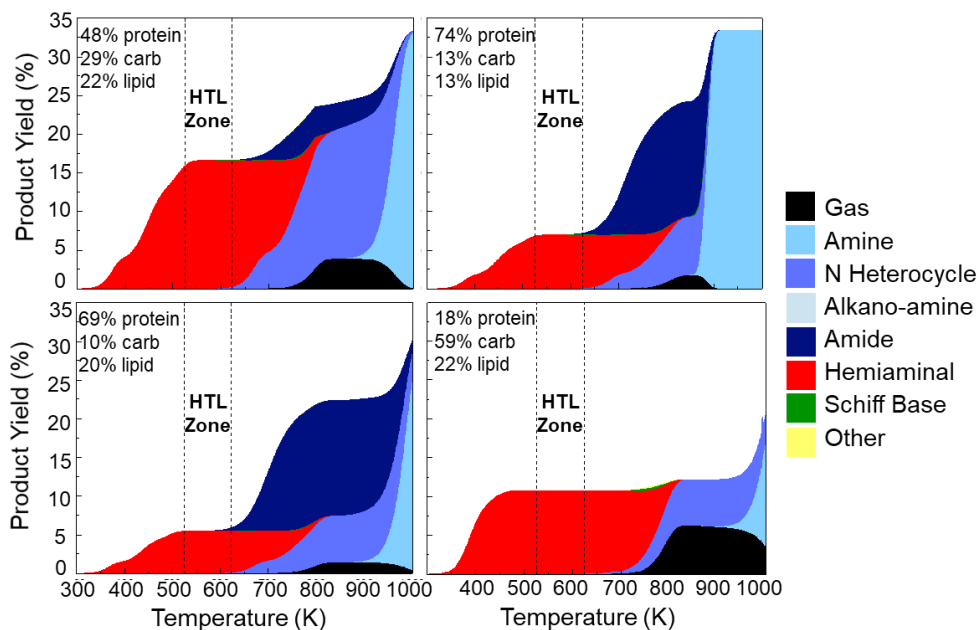 35
30
25
20
15
10
5
0
Product Yield (%)
48% protein
29% carb
22% lipid
HTL
Zone
74% protein
13% carb
13% lipid
HTL
Zone
35
30
25
20
15
10
5
0
Product Yield (%)
69% protein
10% carb
20% lipid
HTL
Zone
18% protein
59% carb
22% lipid
HTL
Zone
300 400 500 600 700 800 900 1000
400 500 600 700 800 900 1000
Temperature (K)
Temperature (K)
Gas
Amine
N Heterocycle
Alkano-amine
Amide
Hemiaminal
Schiff Base
Other